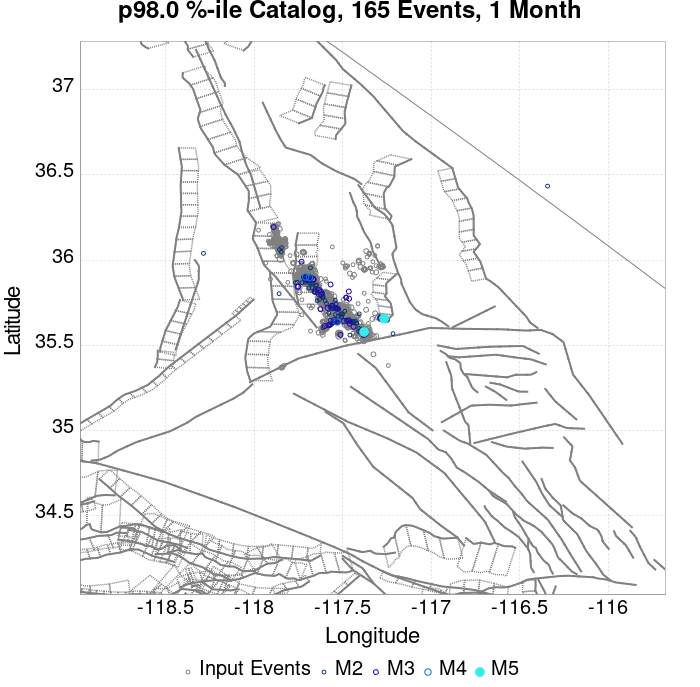 p98.0 %-ile Catalog, 165 Events, 1 Month
37
36.5
36
35.5
35
34.5
Latitude
-118.5 -118 -117.5 -117 -116.5 -116
Longitude
Input Events M2 M3 M4 M5